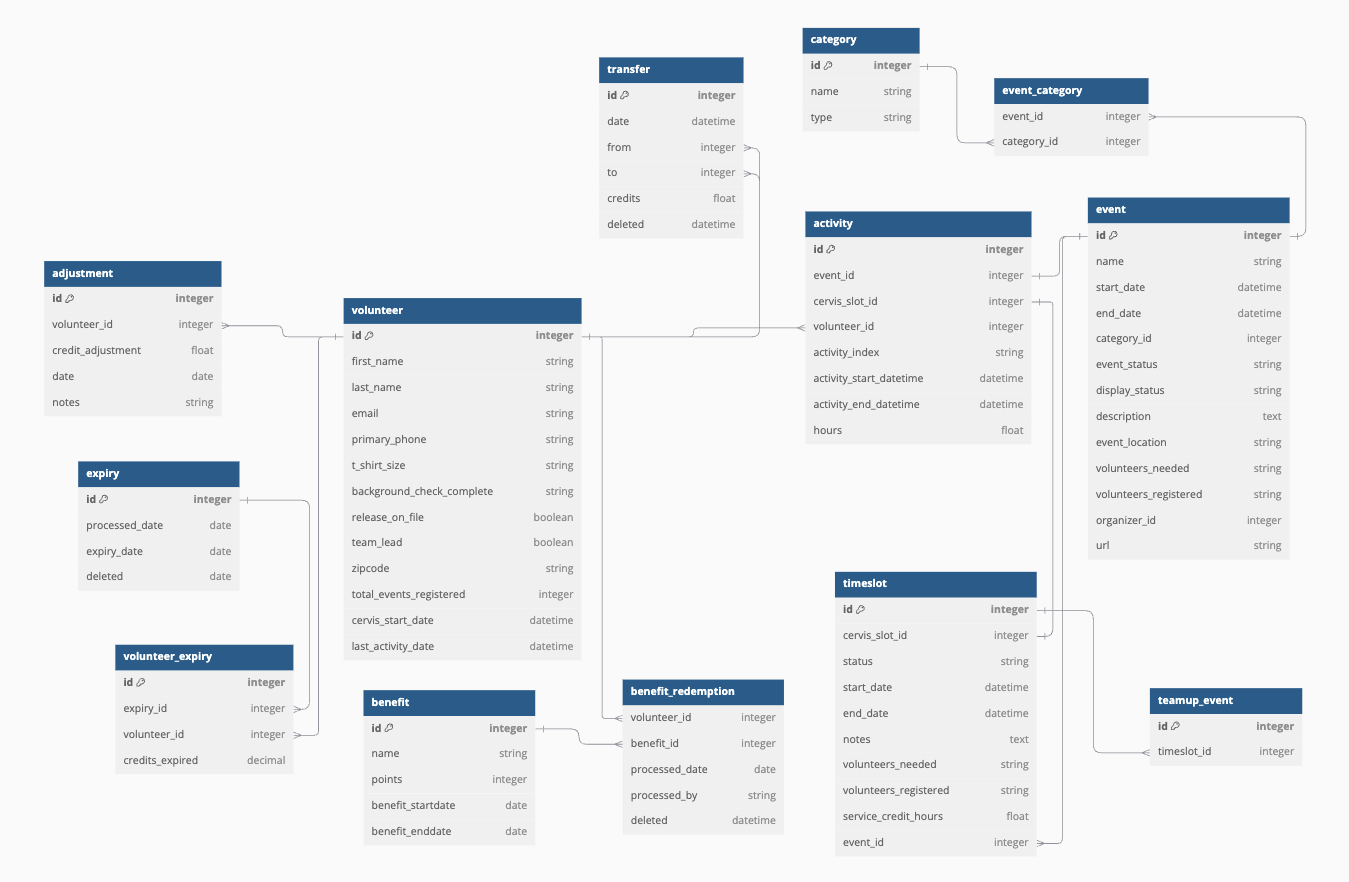 category
id integer
name string
type string
transfer
id integer
date datetime
from integer
to integer
credits float
deleted datetime
event_category
event_id integer
category_id integer
event
id integer
name string
start_date datetime
end_date datetime
category_id integer
event_status string
display_status string
description text
event_location string
volunteers_needed string
volunteers_registered string
organizer_id integer
url string
activity
id integer
event_id integer
cervis_slot_id integer
volunteer_id integer
activity_index string
activity_start_datetime datetime
activity_end_datetime datetime
hours float
adjustment
id integer
volunteer_id integer
credit_adjustment float
date date
notes string
volunteer
id integer
first_name string
last_name string
email string
primary_phone string
t_shirt_size string
background_check_complete string
release_on_file boolean
team_lead boolean
zipcode string
total_events_registered integer
cervis_start_date datetime
last_activity_date datetime
expiry
id integer
processed_date date
expiry_date date
deleted date
timeslot
id integer
cervis_slot_id integer
status string
start_date datetime
end_date datetime
notes text
volunteers_needed string
volunteers_registered string
service_credit_hours float
event_id integer
volunteer_expiry
id integer
expiry_id integer
volunteer_id integer
credits_expired decimal
benefit
id integer
name string
points integer
benefit_startdate date
benefit_enddate date
benefit_redemption
volunteer_id integer
benefit_id integer
processed_date date
processed_by string
deleted datetime
teamup_event
id integer
timeslot_id integer